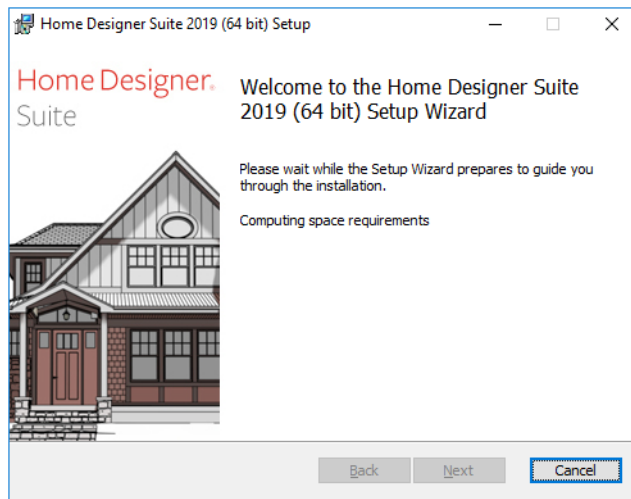 Home Designer Suite 2019 (64 bit) Setup
Home Designer®
Suite
Welcome to the Home Designer Suite
2019 (64 bit) Setup Wizard
Please wait while the Setup Wizard prepares to guide you
through the installation.
Computing space requirements
Back Next Cancel